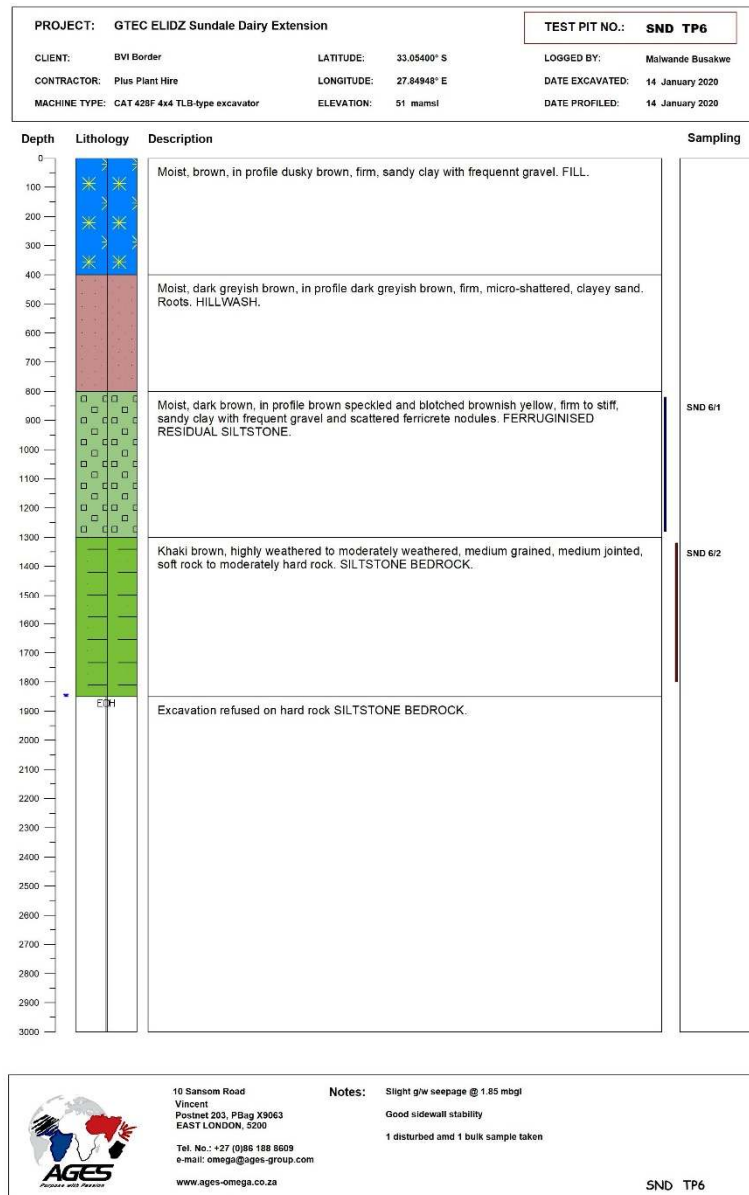 PROJECT: GTEC ELIDZ Sundale Dairy Extension
TEST PIT NO.: SND TP6
CLIENT: BVI Border LATITUDE: 33.05400° S LOGGED BY: Malwande Busakwe
CONTRACTOR: Plus Plant Hire LONGITUDE: 27.84948° E DATE EXCAVATED: 14 January 2020
MACHINE TYPE: CAT 428F 4x4 TLB-type excavator ELEVATION: 51 mamsl DATE PROFILED: 14 January 2020
Depth Lithology Description Sampling
0
Moist, brown, in profile dusky brown, firm, sandy clay with frequennt gravel. FILL.
100
200
300
400
Moist, dark greyish brown, in profile dark greyish brown, firm, micro-shattered, clayey sand.
Roots. HILLWASH.
500
600
700
800
Moist, dark brown, in profile brown speckled and blotched brownish yellow, firm to stiff,
sandy clay with frequent gravel and scattered ferricrete nodules. FERRUGINISED
RESIDUAL SILTSTONE.
SND 6/1
900
1000
1100
1200
1300
Khaki brown, highly weathered to moderately weathered, medium grained, medium jointed,
soft rock to moderately hard rock. SILTSTONE BEDROCK.
SND 6/2
1400
1500
1600
1700
1800
EOH
Excavation refused on hard rock SILTSTONE BEDROCK.
1900
2000
2100
2200
2300
2400
2500
2600
2700
2800
2900
3000
AGES
Purpose with Passion
10 Sansom Road
Vincent
Postnet 203, PBag X9063
EAST LONDON, 5200
Tel. No.: +27 (0)86 188 8609
e-mail: omega@ages-group.com
www.ages-omega.co.za
Notes: Slight g/w seepage @ 1.85 mbgl
Good sidewall stability
1 disturbed amd 1 bulk sample taken
SND TP6